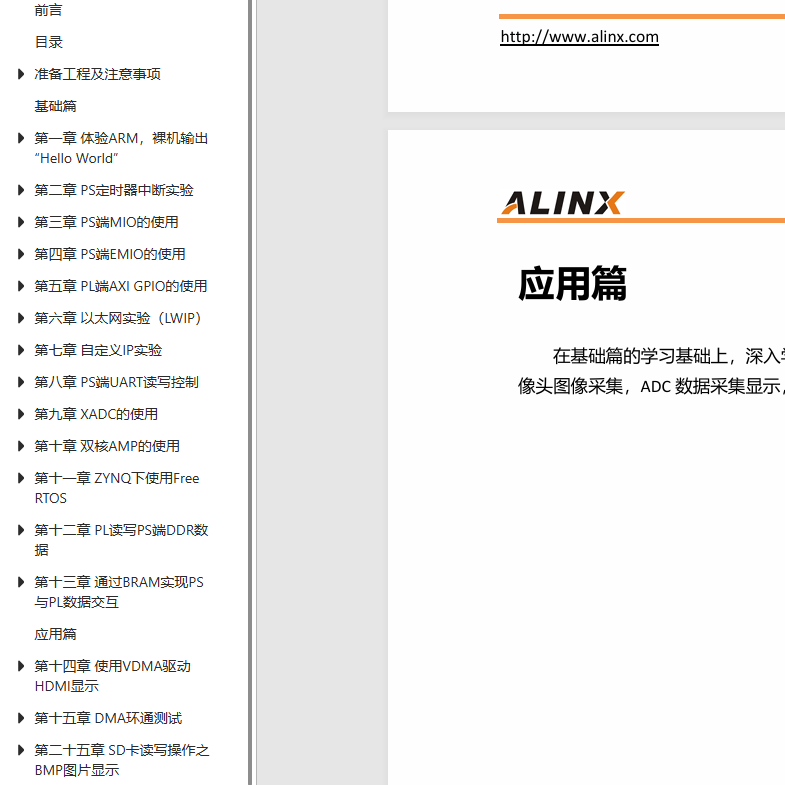 前言
目录
准备工程及注意事项
基础篇
第一章 体验ARM，裸机输出
“Hello World”
第二章 PS定时器中断实验
第三章 PS端MIO的使用
第四章 PS端EMIO的使用
第五章 PL端AXI GPIO的使用
第六章 以太网实验（LWIP）
第七章 自定义IP实验
第八章 PS端UART读写控制
第九章 XADC的使用
第十章 双核AMP的使用
第十一章 ZYNQ下使用Free
RTOS
第十二章 PL读写PS端DDR数
据
第十三章 通过BRAM实现PS
与PL数据交互
应用篇
第十四章 使用VDMA驱动
HDMI显示
第十五章 DMA环通测试
第二十五章 SD卡读写操作之
BMP图片显示
http://www.alinx.com
ALINX
应用篇
在基础篇的学习基础上，深入学
像头图像采集，ADC 数据采集显示，